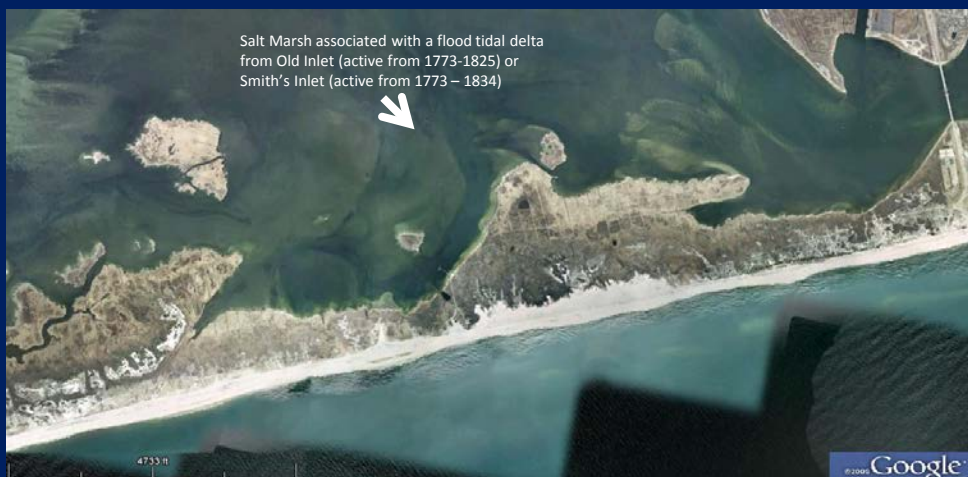 Salt Marsh associated with a flood tidal delta
from Old Inlet (active from 1773-1825) or
Smith’s Inlet (active from 1773 – 1834)
4733 ft
Google